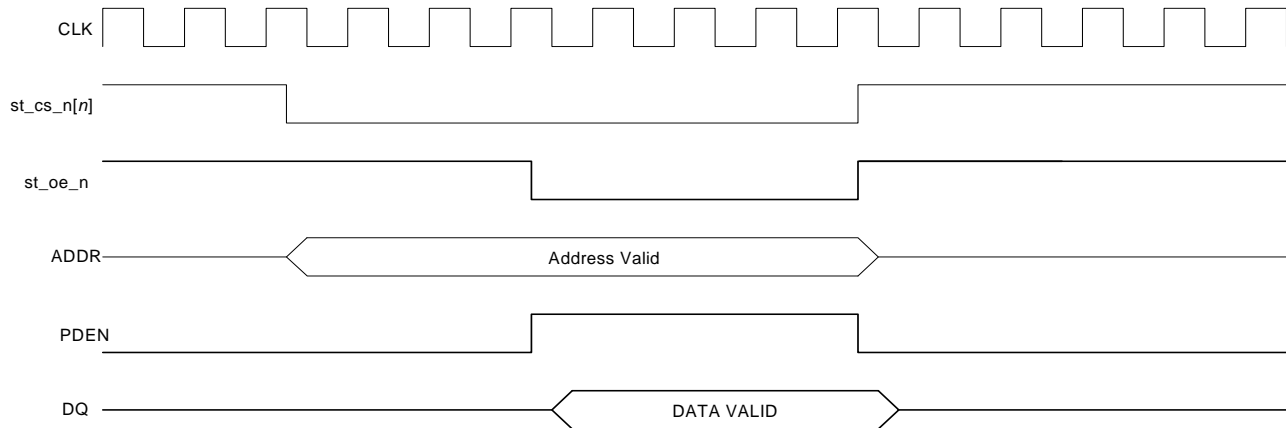 CLK
st_cs_n[n]
st_oe_n
ADDR
Address Valid
PDEN
DQ
DATA VALID